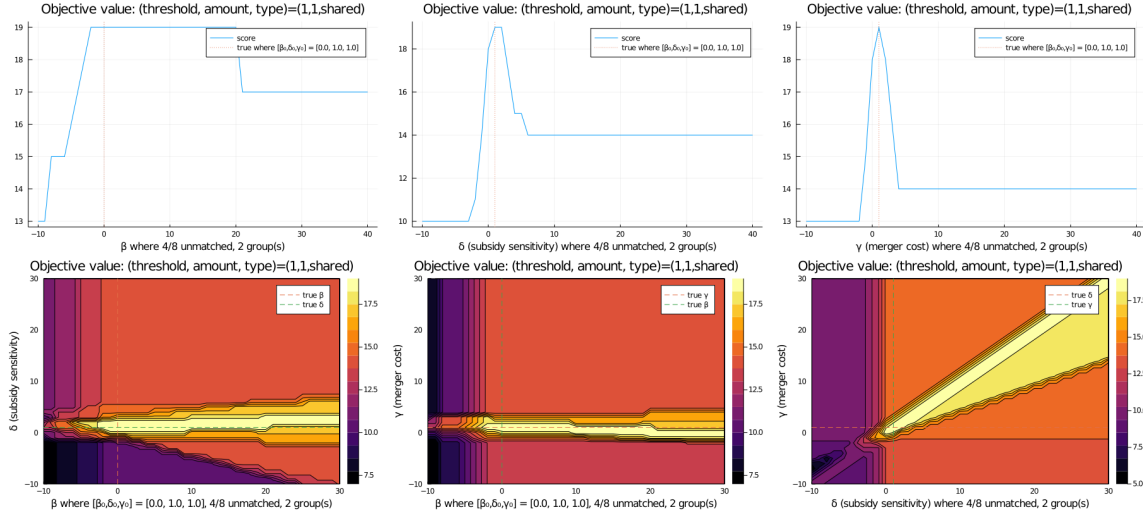 Objective value: (threshold, amount, type)=(1,1,shared)
19
18
17
16
15
14
13
score
true where [β₀,δ₀,γ₀] = [0.0, 1.0, 1.0]
-10 0 10 20 30 40
β where 4/8 unmatched, 2 group(s)
Objective value: (threshold, amount, type)=(1,1,shared)
18
16
14
12
10
score
true where [β₀,δ₀,γ₀] = [0.0, 1.0, 1.0]
-10 0 10 20 30 40
δ (subsidy sensitivity) where 4/8 unmatched, 2 group(s)
Objective value: (threshold, amount, type)=(1,1,shared)
19
18
17
16
15
14
13
score
true where [β₀,δ₀,γ₀] = [0.0, 1.0, 1.0]
-10 0 10 20 30 40
γ (merger cost) where 4/8 unmatched, 2 group(s)
Objective value: (threshold, amount, type)=(1,1,shared)
δ (subsidy sensitivity)
30
20
10
0
-10
true β
true δ
17.5
15.0
12.5
10.0
7.5
-10 0 10 20 30
β where [β₀,δ₀,γ₀] = [0.0, 1.0, 1.0], 4/8 unmatched, 2 group(s)
Objective value: (threshold, amount, type)=(1,1,shared)
γ (merger cost)
30
20
10
0
-10
true γ
true β
17.5
15.0
12.5
10.0
7.5
-10 0 10 20 30
β where [β₀,δ₀,γ₀] = [0.0, 1.0, 1.0], 4/8 unmatched, 2 group(s)
Objective value: (threshold, amount, type)=(1,1,shared)
γ (merger cost)
30
20
10
0
-10
true δ
true γ
17.5
15.0
12.5
10.0
7.5
5.0
-10 0 10 20 30
δ (subsidy sensitivity) where 4/8 unmatched, 2 group(s)